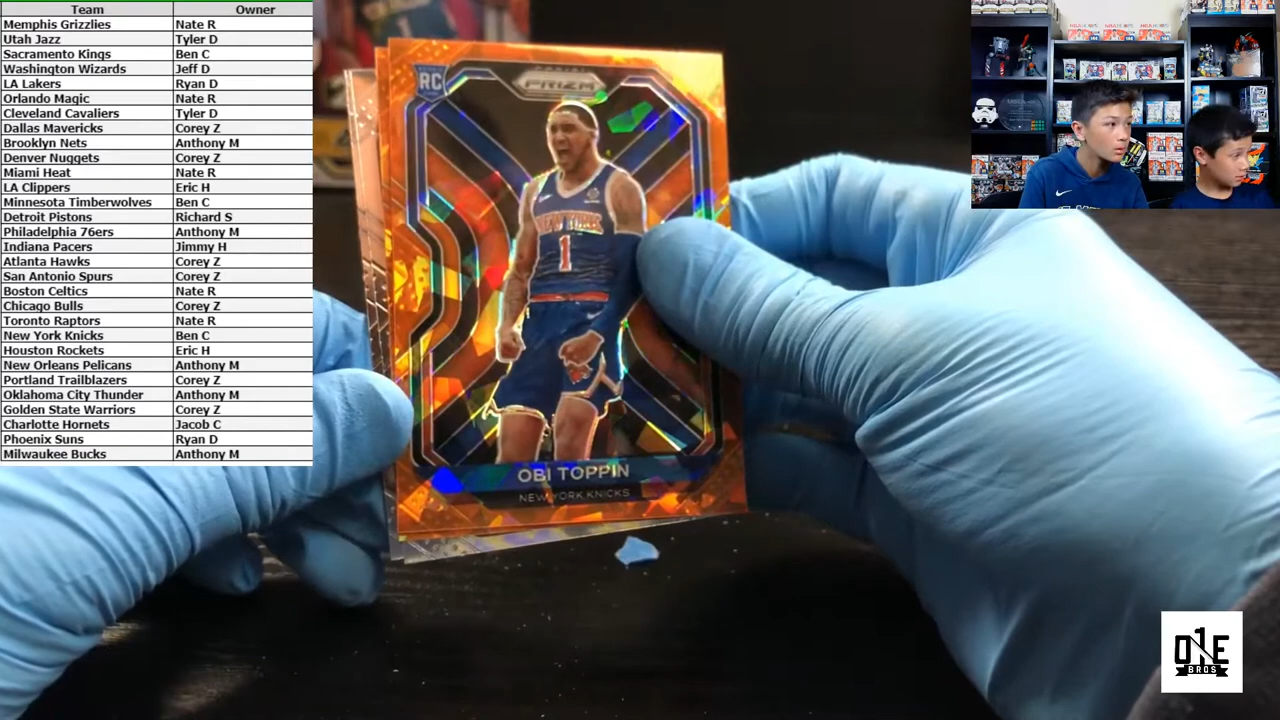 Team Owner
Memphis Grizzlies Nate R
Utah Jazz Tyler D
Sacramento Kings Ben C
Washington Wizards Jeff D
LA Lakers Ryan D
Orlando Magic Nate R
Cleveland Cavaliers Tyler D
Dallas Mavericks Corey Z
Brooklyn Nets Anthony M
Denver Nuggets Corey Z
Miami Heat Nate R
LA Clippers Eric H
Minnesota Timberwolves Ben C
Detroit Pistons Richard S
Philadelphia 76ers Anthony M
Indiana Pacers Jimmy H
Atlanta Hawks Corey Z
San Antonio Spurs Corey Z
Boston Celtics Nate R
Chicago Bulls Corey Z
Toronto Raptors Nate R
New York Knicks Ben C
Houston Rockets Eric H
New Orleans Pelicans Anthony M
Portland Trailblazers Corey Z
Oklahoma City Thunder Anthony M
Golden State Warriors Corey Z
Charlotte Hornets Jacob C
Phoenix Suns Ryan D
Milwaukee Bucks Anthony M
RC
PANINI
PRIZM
NEW YORK
1
OBI TOPPIN
NEW YORK KNICKS
ONE
BROS